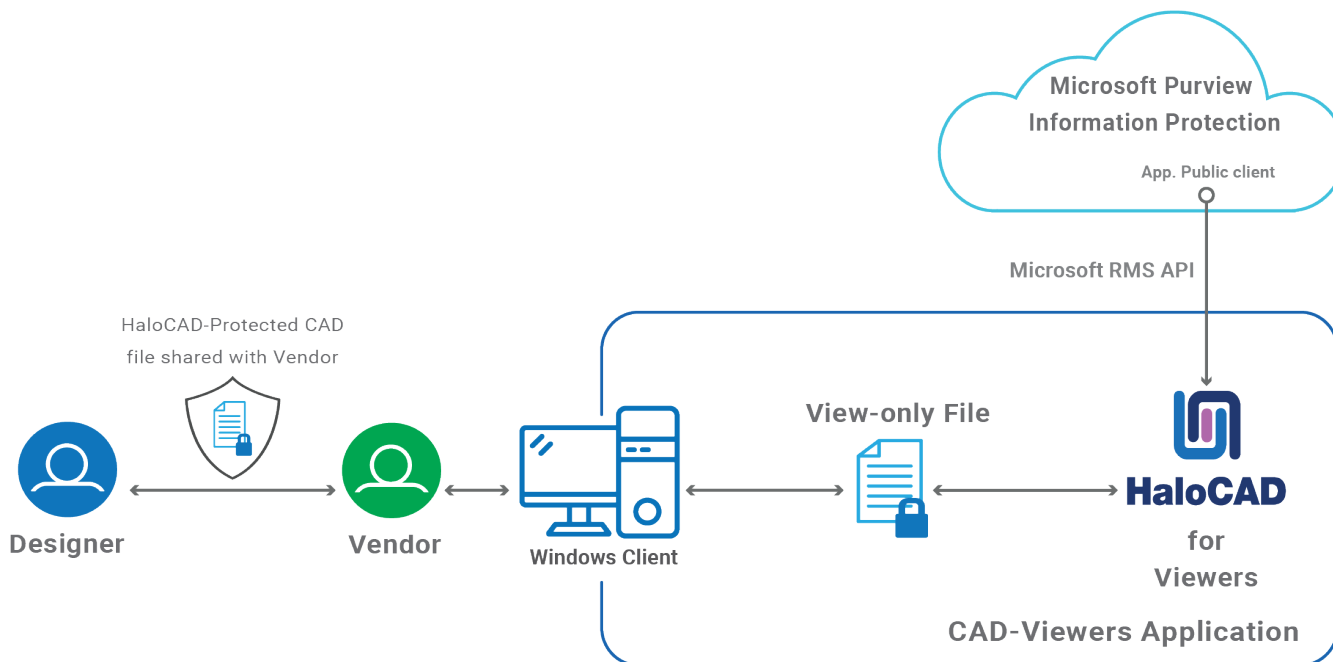 Microsoft Purview
Information Protection
App. Public client
Microsoft RMS API
HaloCAD-Protected CAD
file shared with Vendor
View-only File
HaloCAD
for
Viewers
Designer
Vendor
Windows Client
CAD-Viewers Application